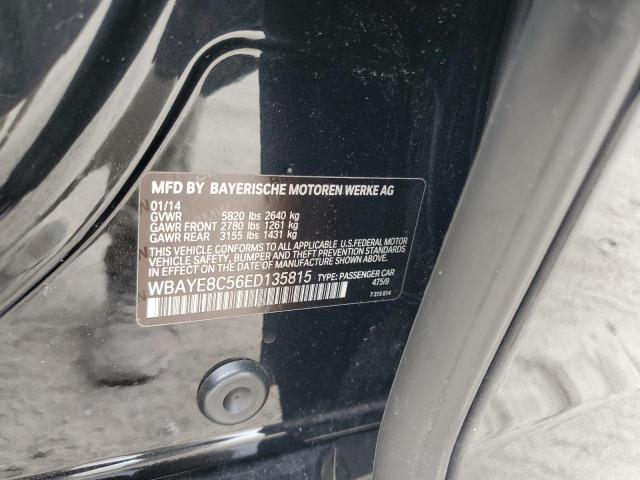 MFD BY BAYERISCHE MOTOREN WERKE AG
01/14
GVWR 5820 lbs 2640 kg
GAWR FRONT 2780 lbs 1261 kg
GAWR REAR 3155 lbs 1431 kg
THIS VEHICLE CONFORMS TO ALL APPLICABLE U.S. FEDERAL MOTOR
VEHICLE SAFETY, BUMPER, AND THEFT PREVENTION STANDARDS
IN EFFECT ON THE DATE OF MANUFACTURE SHOWN ABOVE.
WBAYE8C56ED135815 TYPE: PASSENGER CAR
475/9
7315814